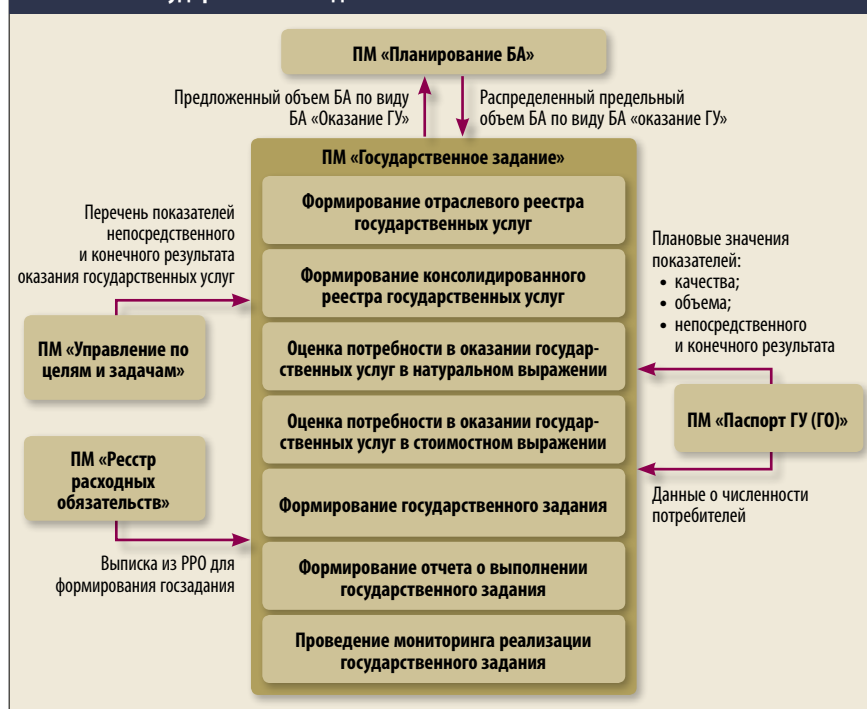 ПМ «Планирование БА»
Предложенный объем БА по виду
БА «Оказание ГУ»
Распределенный предельный
объем БА по виду БА «оказание ГУ»
ПМ «Государственное задание»
Формирование отраслевого реестра
государственных услуг
Формирование консолидированного
реестра государственных услуг
Оценка потребности в оказании государ-
ственных услуг в натуральном выражении
Оценка потребности в оказании государ-
ственных услуг в стоимостном выражении
Формирование государственного задания
Формирование отчета о выполнении
государственного задания
Проведение мониторинга реализации
государственного задания
Перечень показателей
непосредственного
и конечного результата
оказания государственных услуг
ПМ «Управление по
целям и задачам»
ПМ «Ресстр
расходных
обязательств»
Выписка из РРО для
формирования госзадания
Плановые значения
показателей:
• качества;
• объема;
• непосредственного
и конечного результата
ПМ «Паспорт ГУ (ГО)»
Данные о численности
потребителей